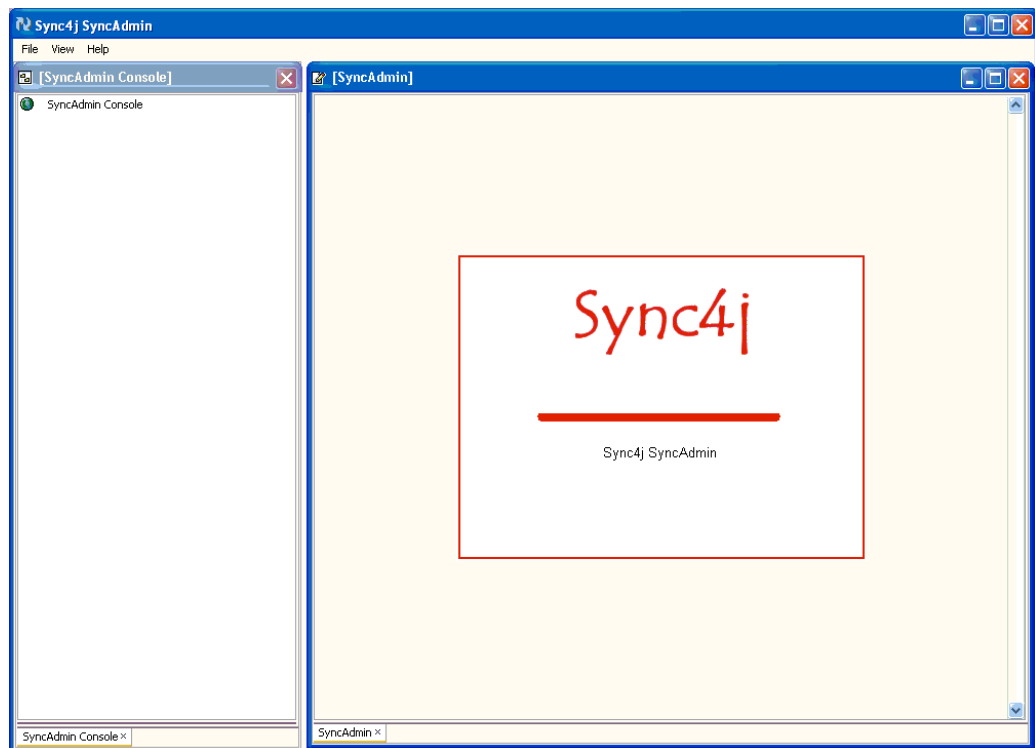 Sync4j SyncAdmin
File View Help
[SyncAdmin Console]
SyncAdmin Console
SyncAdmin Console
[SyncAdmin]
Sync4j
Sync4j SyncAdmin
SyncAdmin